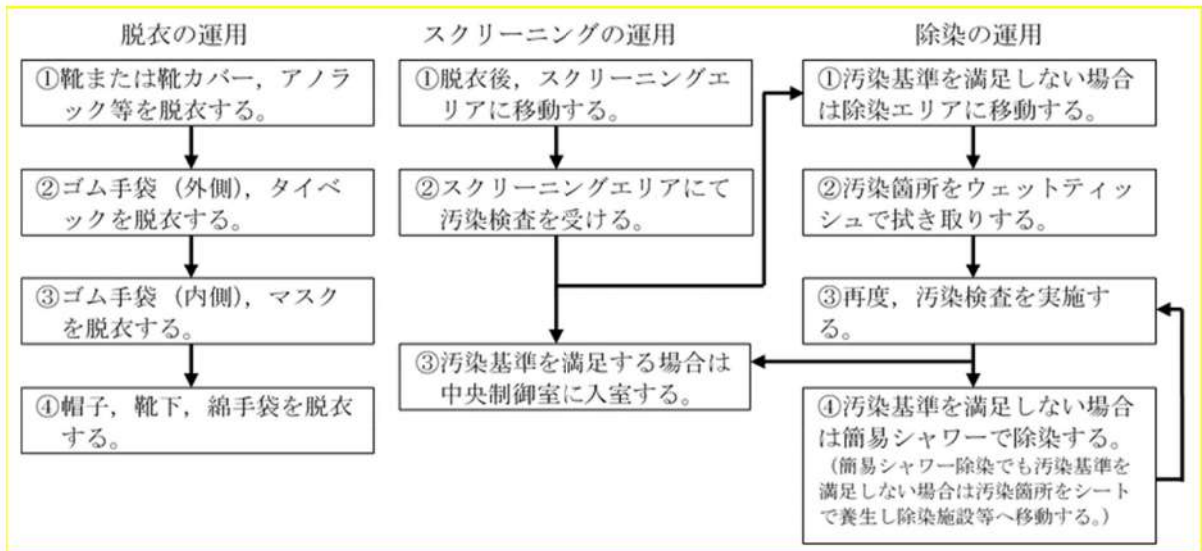 脱衣の運用
①靴または靴カバー，アノラ
ック等を脱衣する。
②ゴム手袋（外側），タイベ
ックを脱衣する。
③ゴム手袋（内側），マスク
を脱衣する。
④帽子，靴下，綿手袋を脱衣
する。
スクリーニングの運用
①脱衣後，スクリーニングエ
リアに移動する。
②スクリーニングエリアにて
汚染検査を受ける。
③汚染基準を満足する場合は
中央制御室に入室する。
除染の運用
①汚染基準を満足しない場合
は除染エリアに移動する。
②汚染箇所をウェットティッ
シュで拭き取りする。
③再度，汚染検査を実施す
る。
④汚染基準を満足しない場合
は簡易シャワーで除染する。
（簡易シャワー除染でも汚染基準を
満足しない場合は汚染箇所をシート
で養生し除染施設等へ移動する。）